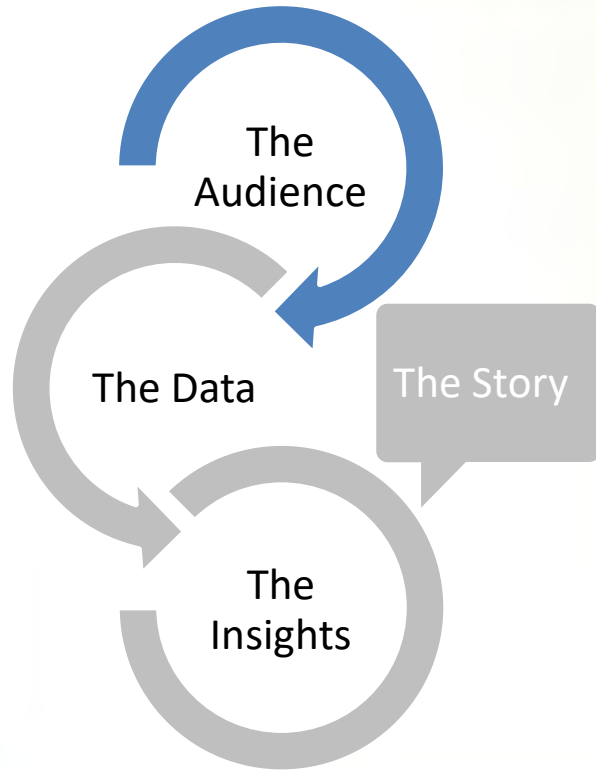 The
Audience
The Data
The Story
The
Insights